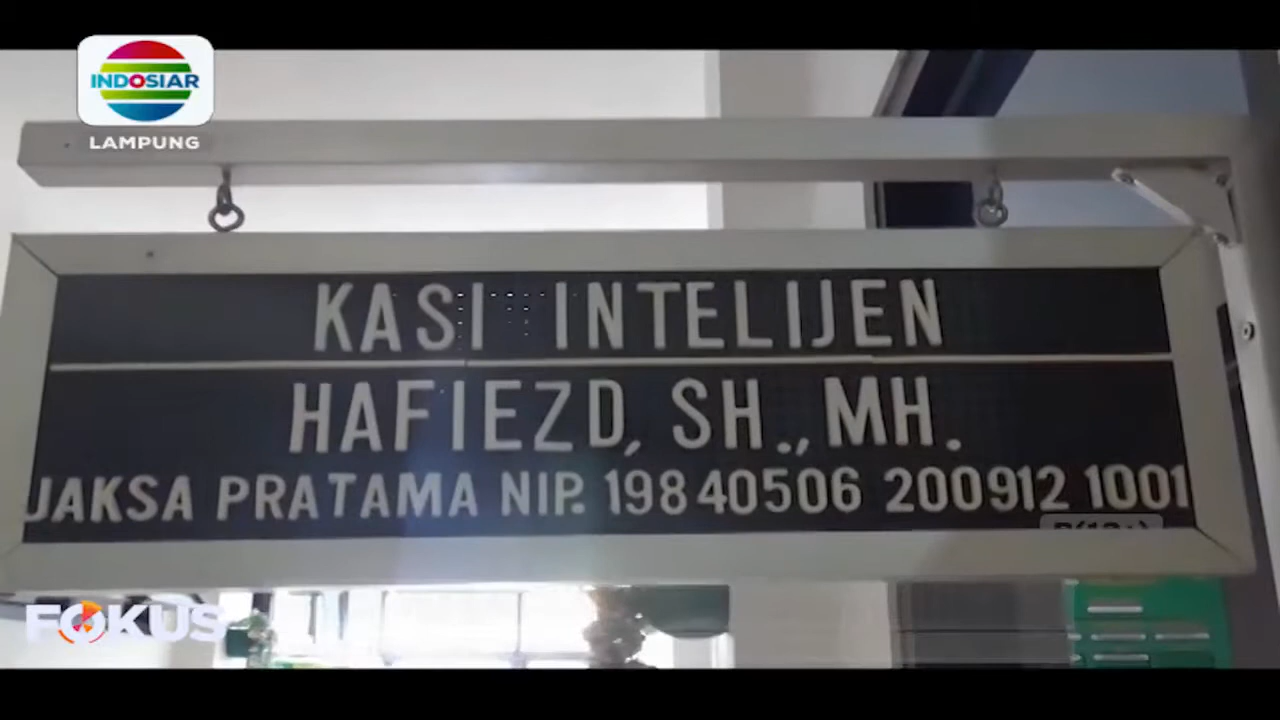 INDOSIAR
LAMPUNG
KASI INTELIJEN
HAFIEZD, SH., MH.
JAKSA PRATAMA NIP. 19840506 200912 1001
FOKUS